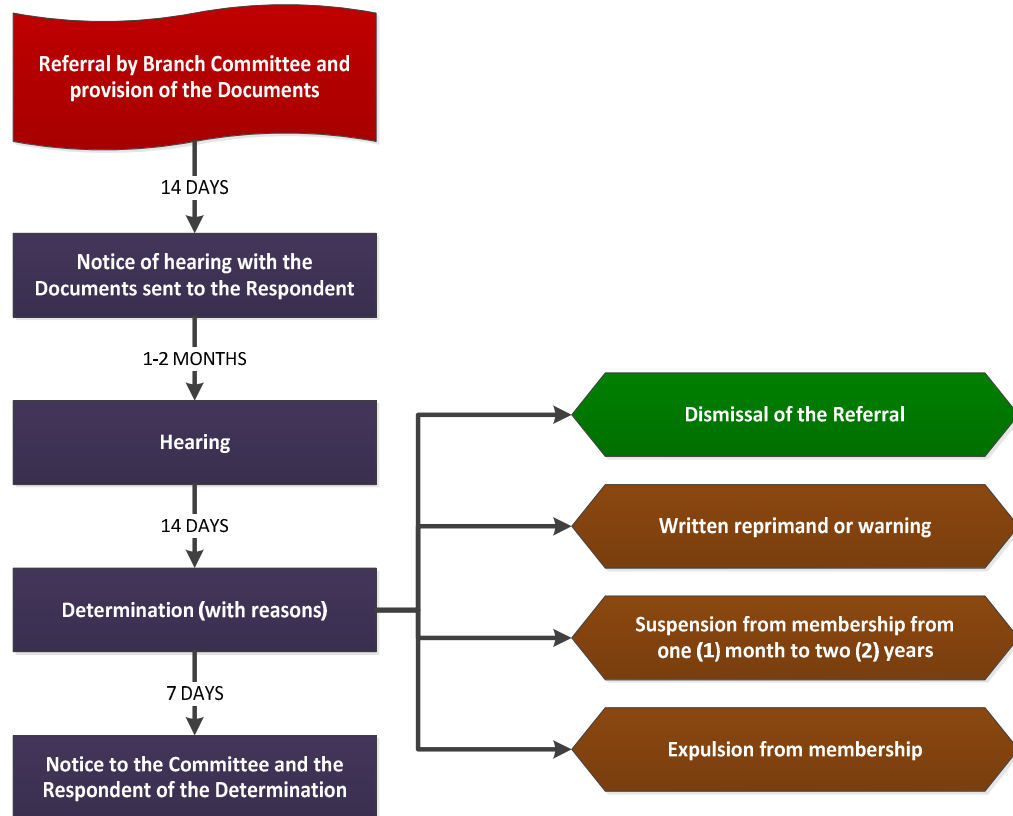 Referral by Branch Committee and
provision of the Documents
14 DAYS
Notice of hearing with the
Documents sent to the Respondent
1-2 MONTHS
Hearing
14 DAYS
Determination (with reasons)
7 DAYS
Notice to the Committee and the
Respondent of the Determination
Dismissal of the Referral
Written reprimand or warning
Suspension from membership from
one (1) month to two (2) years
Expulsion from membership